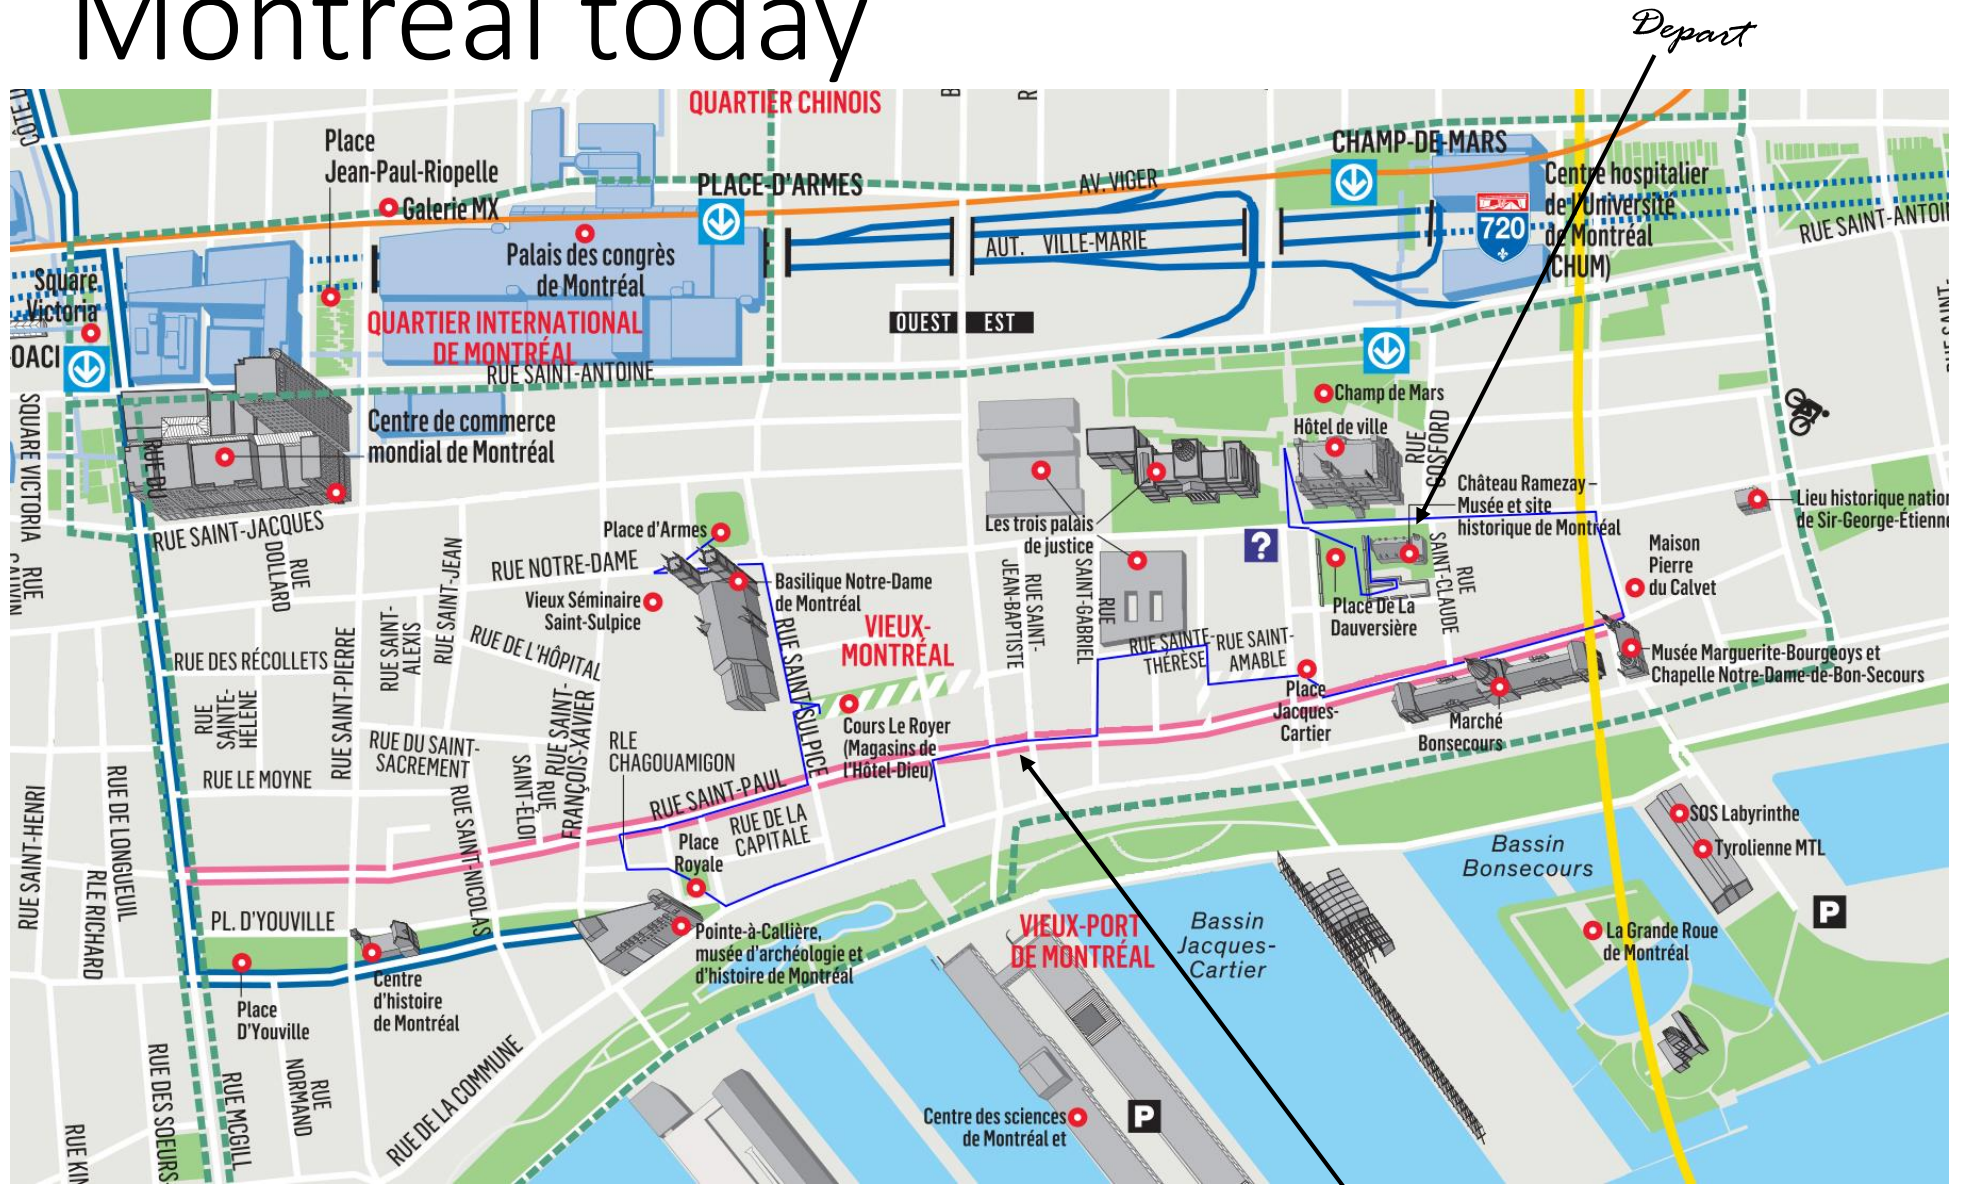 Montreal today
Depart
QUARTIER CHINOIS
CÔTE D
Place
Jean-Paul-Riopelle
Galerie MX
PLACE-D'ARMES
AV. VIGER
CHAMP-DE-MARS
Centre hospitalier
de l'Université
de Montréal
(CHUM)
720
RUE SAINT-ANTOI
Palais des congrès
de Montréal
AUT. VILLE-MARIE
Square
Victoria
OACI
QUARTIER INTERNATIONAL
DE MONTRÉAL
OUEST EST
RUE SAINT-ANTOINE
RUE SAINT-
Champ de Mars
Hôtel de ville
RUE
GOSFORD
SQUARE VICTORIA
RUE DU
Centre de commerce
mondial de Montréal
Château Ramezay –
Musée et site
historique de Montréal
Lieu historique nation
de Sir-George-Étienne
RUE SAINT-JACQUES
Place d'Armes
Les trois palais
de justice
?
Maison
Pierre
du Calvet
RUE
DOLLARD
RUE SAINT-JEAN
RUE NOTRE-DAME
Basilique Notre-Dame
de Montréal
Vieux Séminaire
Saint-Sulpice
RUE SAINT-
JEAN-BAPTISTE
RUE
SAINT-GABRIEL
RUE
SAINT-CLAUDE
Place De La
Dauversière
RUE
RUE SAINT-
ALEXIS
RUE DE L'HÔPITAL
RUE SAINT-SULPICE
VIEUX-
MONTRÉAL
RUE SAINTE-
THÉRÈSE
RUE SAINT-
AMABLE
RUE DES RÉCOLLETS
RUE SAINT-PIERRE
Musée Marguerite-Bourgeoys et
Chapelle Notre-Dame-de-Bon-Secours
RUE
SAINTE-
HÉLÈNE
RUE SAINT-
FRANÇOIS-XAVIER
Place
Jacques-
Cartier
Marché
Bonsecours
Cours Le Royer
(Magasins de
l'Hôtel-Dieu)
RLE
CHAGOUAMIGON
RUE DU SAINT-
SACREMENT
RUE LE MOYNE
RUE
SAINT-ÉLOI
RUE SAINT-PAUL
RUE DE LA
CAPITALE
RUE SAINT-HENRI
RUE DE LONGUEUIL
RUE SAINT-NICOLAS
Place
Royale
SOS Labyrinthe
Tyrolienne MTL
Bassin
Bonsecours
RLE RICHARD
PL. D'YOUVILLE
P
Pointe-à-Callière,
musée d'archéologie et
d'histoire de Montréal
VIEUX-PORT
DE MONTRÉAL
Bassin
Jacques-
Cartier
La Grande Roue
de Montréal
Centre
d'histoire
de Montréal
Place
D'Youville
RUE DES SOEURS-
RUE MCGILL
RUE
NORMAND
RUE DE LA COMMUNE
Centre des sciences
de Montréal et
P
RUE KIN